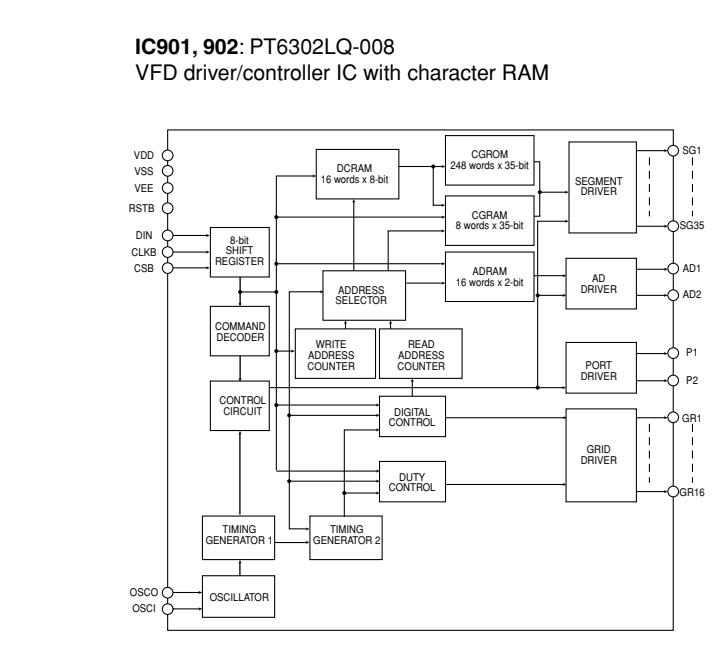 IC901, 902: PT6302LQ-008
VFD driver/controller IC with character RAM
VDD
VSS
VEE
RSTB
DIN
CLKB
CSB
OSCO
OSCI
8-bit
SHIFT
REGISTER
COMMAND
DECODER
CONTROL
CIRCUIT
TIMING
GENERATOR 1
OSCILLATOR
DCRAM
16 words x 8-bit
ADDRESS
SELECTOR
WRITE
ADDRESS
COUNTER
READ
ADDRESS
COUNTER
DIGITAL
CONTROL
DUTY
CONTROL
TIMING
GENERATOR 2
CGROM
248 words x 35-bit
CGRAM
8 words x 35-bit
ADRAM
16 words x 2-bit
SEGMENT
DRIVER
AD
DRIVER
PORT
DRIVER
GRID
DRIVER
SG1
SG35
AD1
AD2
P1
P2
GR1
GR16